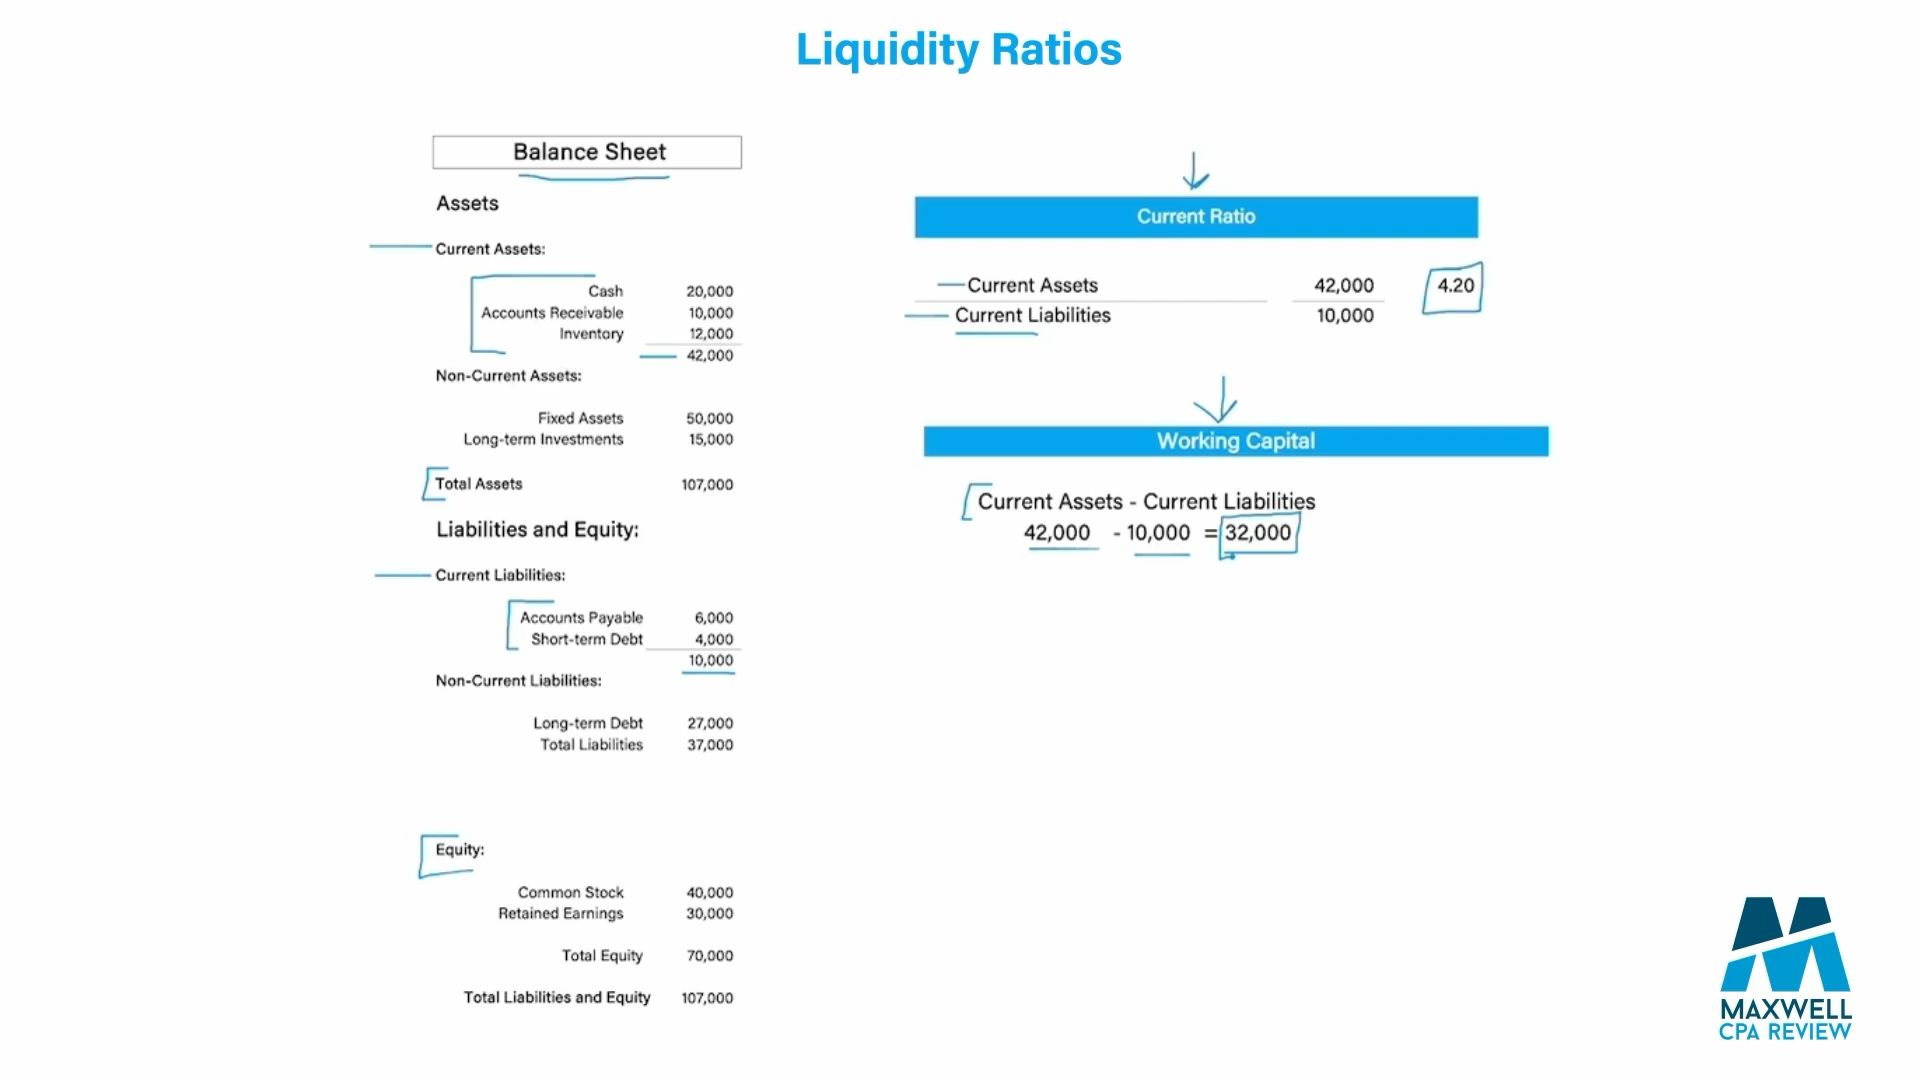 Liquidity Ratios
Balance Sheet
Assets
Current Assets:
Cash 20,000
Accounts Receivable 10,000
Inventory 12,000
42,000
Non-Current Assets:
Fixed Assets 50,000
Long-term Investments 15,000
Total Assets 107,000
Liabilities and Equity:
Current Liabilities:
Accounts Payable 6,000
Short-term Debt 4,000
10,000
Non-Current Liabilities:
Long-term Debt 27,000
Total Liabilities 37,000
Equity:
Common Stock 40,000
Retained Earnings 30,000
Total Equity 70,000
Total Liabilities and Equity 107,000
Current Ratio
Current Assets 42,000 4.20
Current Liabilities 10,000
Working Capital
Current Assets - Current Liabilities
42,000 - 10,000 = 32,000
MAXWELL
CPA REVIEW